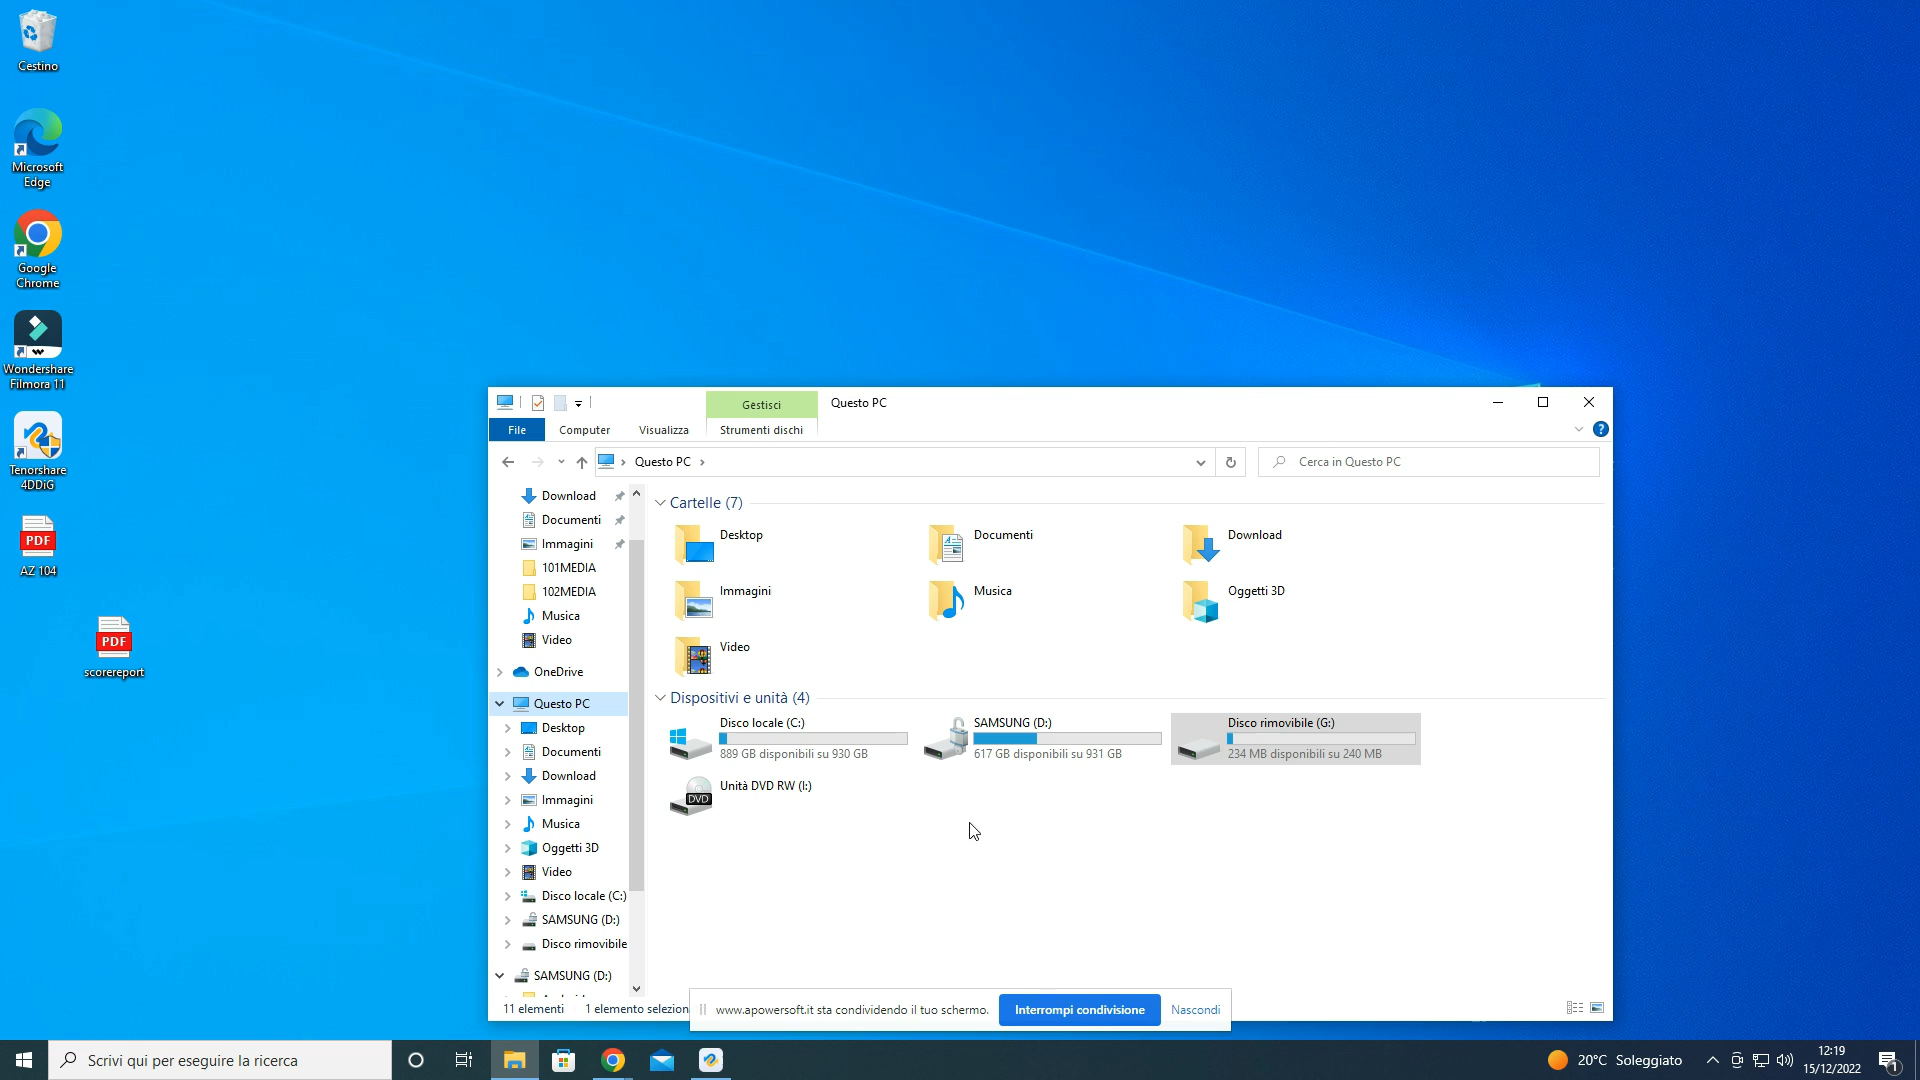 Cestino
Microsoft
Edge
Google
Chrome
Wondershare
Filmora 11
Tenorshare
4DDiG
PDF
AZ 104
PDF
scorereport
Gestisci
Questo PC
File
Computer
Visualizza
Strumenti dischi
?
Questo PC
Cerca in Questo PC
Download
Documenti
Immagini
101MEDIA
102MEDIA
Musica
Video
OneDrive
Questo PC
Desktop
Documenti
Download
Immagini
Musica
Oggetti 3D
Video
Disco locale (C:)
SAMSUNG (D:)
Disco rimovibile
SAMSUNG (D:)
Cartelle (7)
Desktop
Documenti
Download
Immagini
Musica
Oggetti 3D
Video
Dispositivi e unità (4)
Disco locale (C:)
889 GB disponibili su 930 GB
SAMSUNG (D:)
617 GB disponibili su 931 GB
Disco rimovibile (G:)
234 MB disponibili su 240 MB
DVD
Unità DVD RW (I:)
11 elementi
1 elemento selezion
www.apowersoft.it sta condividendo il tuo schermo.
Interrompi condivisione
Nascondi
Scrivi qui per eseguire la ricerca
20°C Soleggiato
12:19
15/12/2022
1